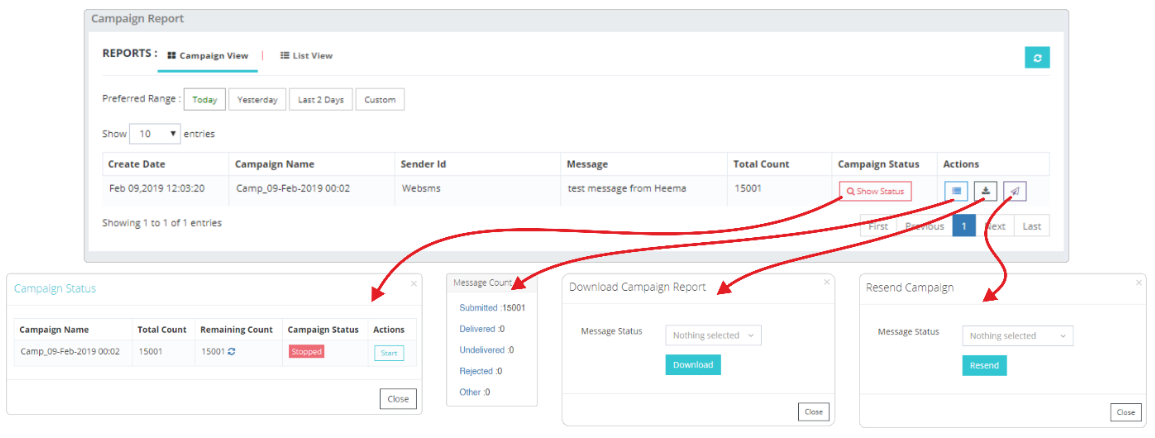 Campaign Report
REPORTS : Campaign View | List View
Preferred Range : Today Yesterday Last 2 Days Custom
Show 10 entries
Create Date Campaign Name Sender Id Message Total Count Campaign Status Actions
Feb 09,2019 12:03:20 Camp_09-Feb-2019 00:02 Websms test message from Heema 15001 Show Status
Showing 1 to 1 of 1 entries
First Previous 1 Next Last
Campaign Status ×
Campaign Name Total Count Remaining Count Campaign Status Actions
Camp_09-Feb-2019 00:02 15001 15001 Stopped Start
Close
Message Count
Submitted :15001
Delivered :0
Undelivered :0
Rejected :0
Other :0
Download Campaign Report ×
Message Status Nothing selected
Download
Close
Resend Campaign ×
Message Status Nothing selected
Resend
Close